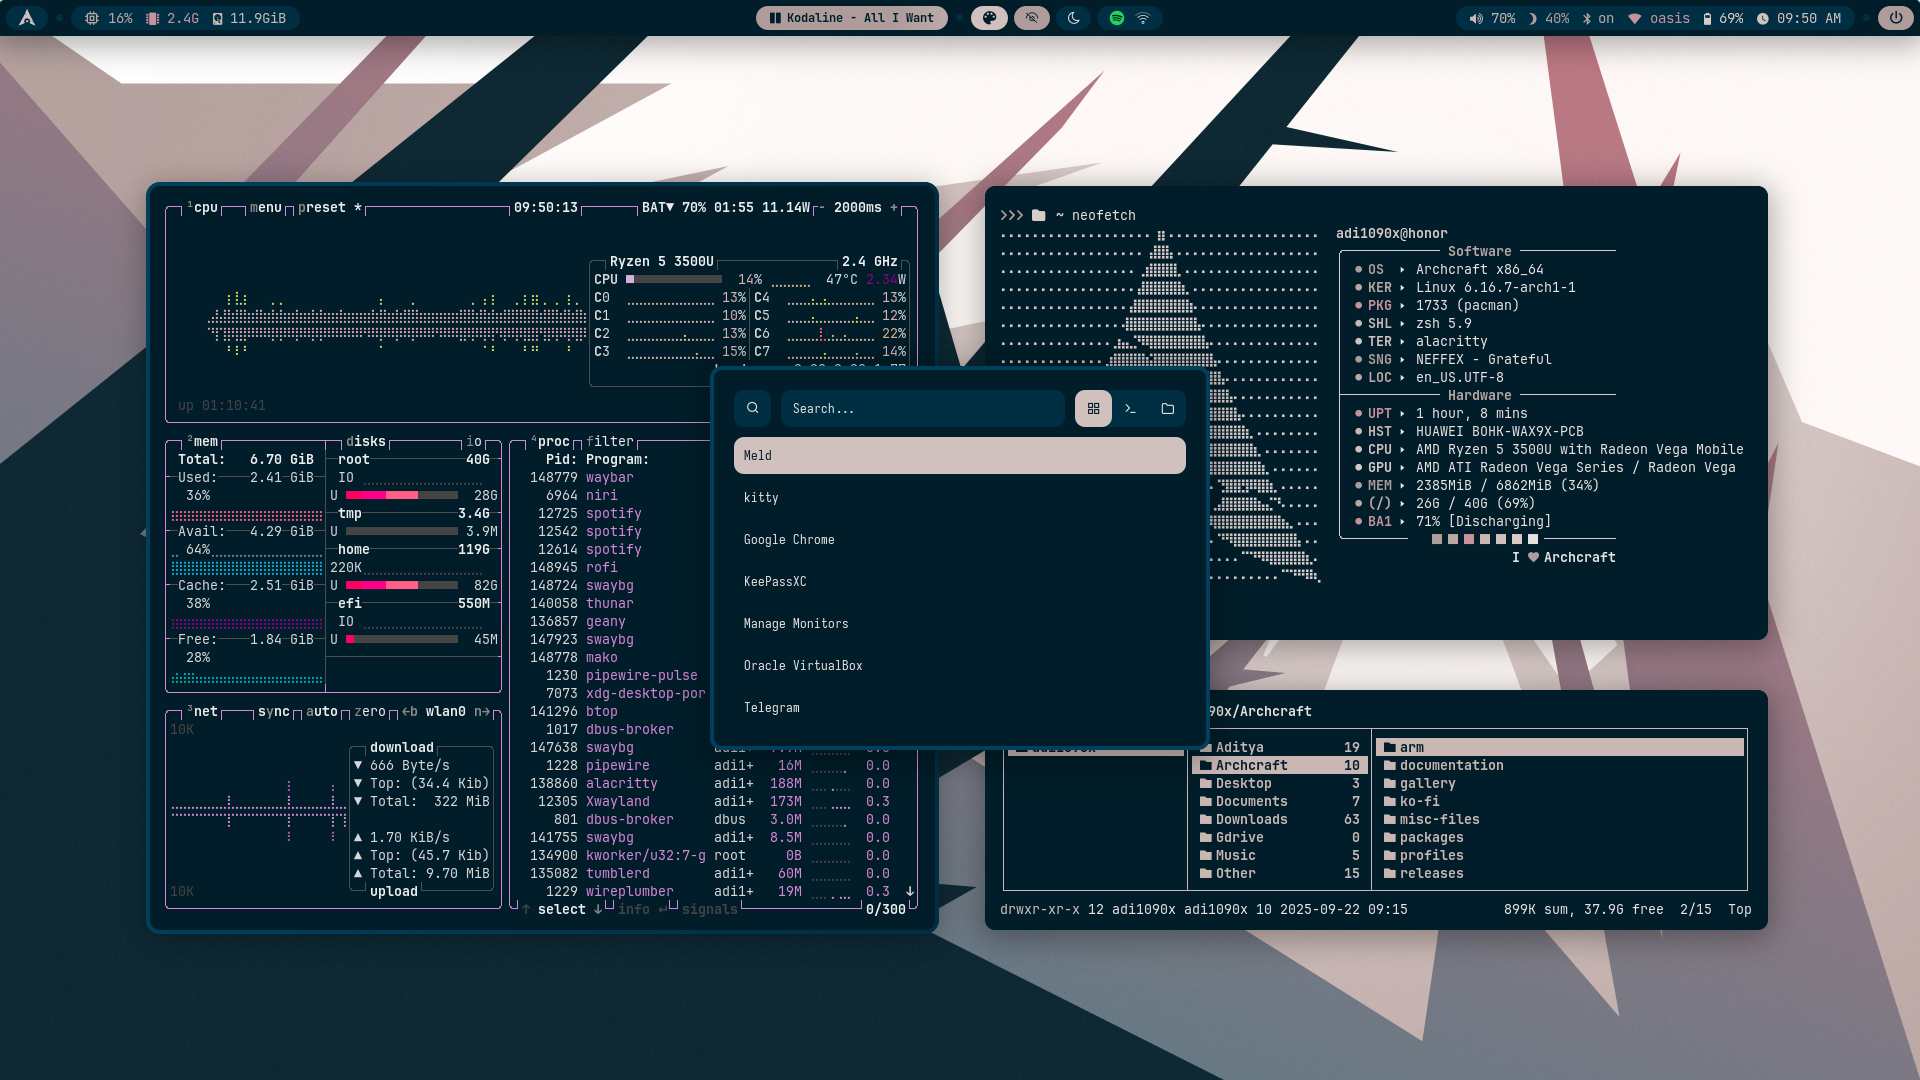 16% 2.4G 11.9GiB
Kodaline - All I Want
70% 40% on oasis 69% 09:50 AM
¹cpu menu preset * 09:50:13 BAT▼ 70% 01:55 11.14W - 2000ms +
Ryzen 5 3500U 2.4 GHz
CPU 14% 47°C 2.34W
C0 13% C4 13%
C1 10% C5 12%
C2 13% C6 22%
C3 15% C7 14%
up 01:10:41
²mem disks io
Total: 6.70 GiB root 40G
Used: 2.41 GiB IO
36% U 28G
tmp 3.4G
Avail: 4.29 GiB U 3.9M
64% home 119G
220K
Cache: 2.51 GiB U 82G
38% efi 550M
IO
Free: 1.84 GiB U 45M
28%
³net sync auto zero ←b wlan0 n→
10K
download
▼ 666 Byte/s
▼ Top: (34.4 Kib)
▼ Total: 322 MiB
▲ 1.70 KiB/s
▲ Top: (45.7 Kib)
▲ Total: 9.70 MiB
10K
upload
⁴proc filter
Pid: Program:
148779 waybar
6964 niri
12725 spotify
12542 spotify
12614 spotify
148945 rofi
148724 swaybg
140058 thunar
136857 geany
147923 swaybg
148778 mako
1230 pipewire-pulse
7073 xdg-desktop-por
141296 btop
1017 dbus-broker
147638 swaybg 0.0
1228 pipewire adi1+ 16M 0.0
138860 alacritty adi1+ 188M 0.0
12305 Xwayland adi1+ 173M 0.3
801 dbus-broker dbus 3.0M 0.0
141755 swaybg adi1+ 8.5M 0.0
134900 kworker/u32:7-g root 0B 0.0
135082 tumblerd adi1+ 60M 0.0
1229 wireplumber adi1+ 19M 0.3 ↓
↑ select ↓ info ↵ signals 0/300
Search...
Meld
kitty
Google Chrome
KeePassXC
Manage Monitors
Oracle VirtualBox
Telegram
>>> ~ neofetch
adi1090x@honor
Software
● OS ‣ Archcraft x86_64
● KER ‣ Linux 6.16.7-arch1-1
● PKG ‣ 1733 (pacman)
● SHL ‣ zsh 5.9
● TER ‣ alacritty
● SNG ‣ NEFFEX - Grateful
● LOC ‣ en_US.UTF-8
Hardware
● UPT ‣ 1 hour, 8 mins
● HST ‣ HUAWEI BOHK-WAX9X-PCB
● CPU ‣ AMD Ryzen 5 3500U with Radeon Vega Mobile
● GPU ‣ AMD ATI Radeon Vega Series / Radeon Vega
● MEM ‣ 2385MiB / 6862MiB (34%)
● (/) ‣ 26G / 40G (69%)
● BA1 ‣ 71% [Discharging]
I ♥ Archcraft
90x/Archcraft
Aditya 19 arm
Archcraft 10 documentation
Desktop 3 gallery
Documents 7 ko-fi
Downloads 63 misc-files
Gdrive 0 packages
Music 5 profiles
Other 15 releases
drwxr-xr-x 12 adi1090x adi1090x 10 2025-09-22 09:15 899K sum, 37.9G free 2/15 Top